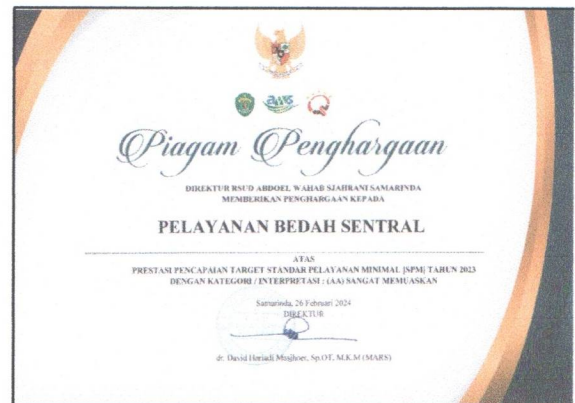 Piagam Penghargaan
DIREKTUR RSUD ABDOEL WAHAB SJAHRANI SAMARINDA
MEMBERIKAN PENGHARGAAN KEPADA
PELAYANAN BEDAH SENTRAL
ATAS
PRESTASI PENCAPAIAN TARGET STANDAR PELAYANAN MINIMAL [SPM] TAHUN 2023
DENGAN KATEGORI / INTERPRETASI : (AA) SANGAT MEMUASKAN
Samarinda, 26 Februari 2024
DIREKTUR
dr. David Hariadi Masjhoer, Sp.OT, M.K.M (MARS)